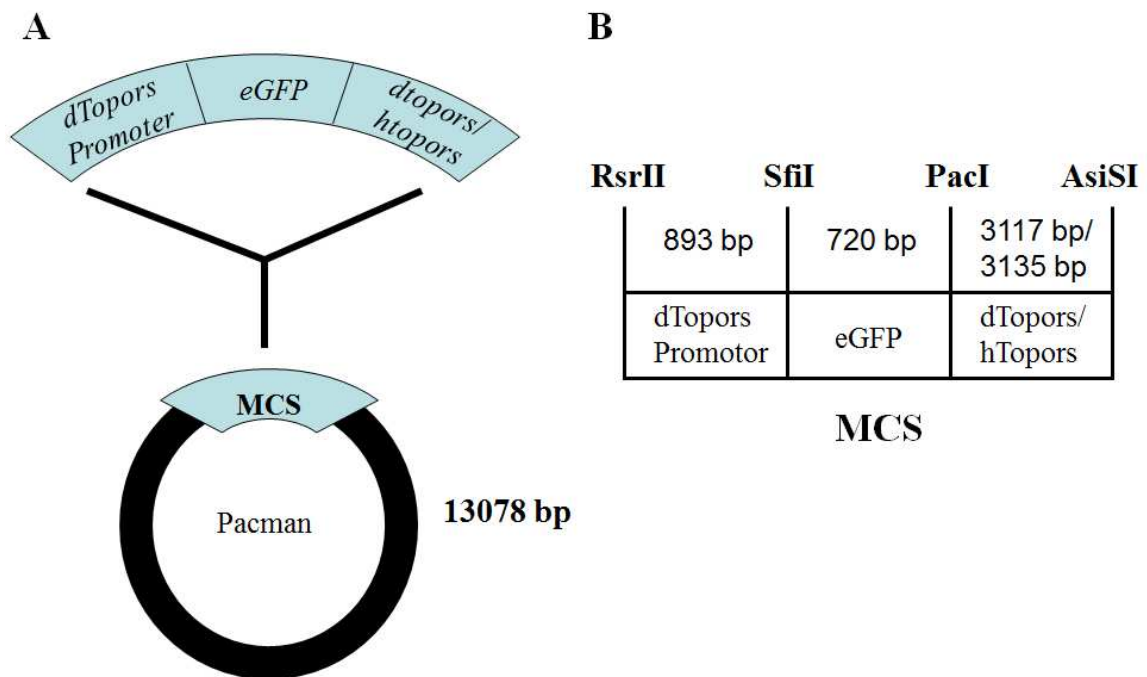 A
dTopors
Promoter
eGFP
dtopors/
htopors
MCS
Pacman
13078 bp
B
RsrII SfiI PacI AsiSI
893 bp
720 bp
3117 bp/
3135 bp
dTopors
Promotor
eGFP
dTopors/
hTopors
MCS